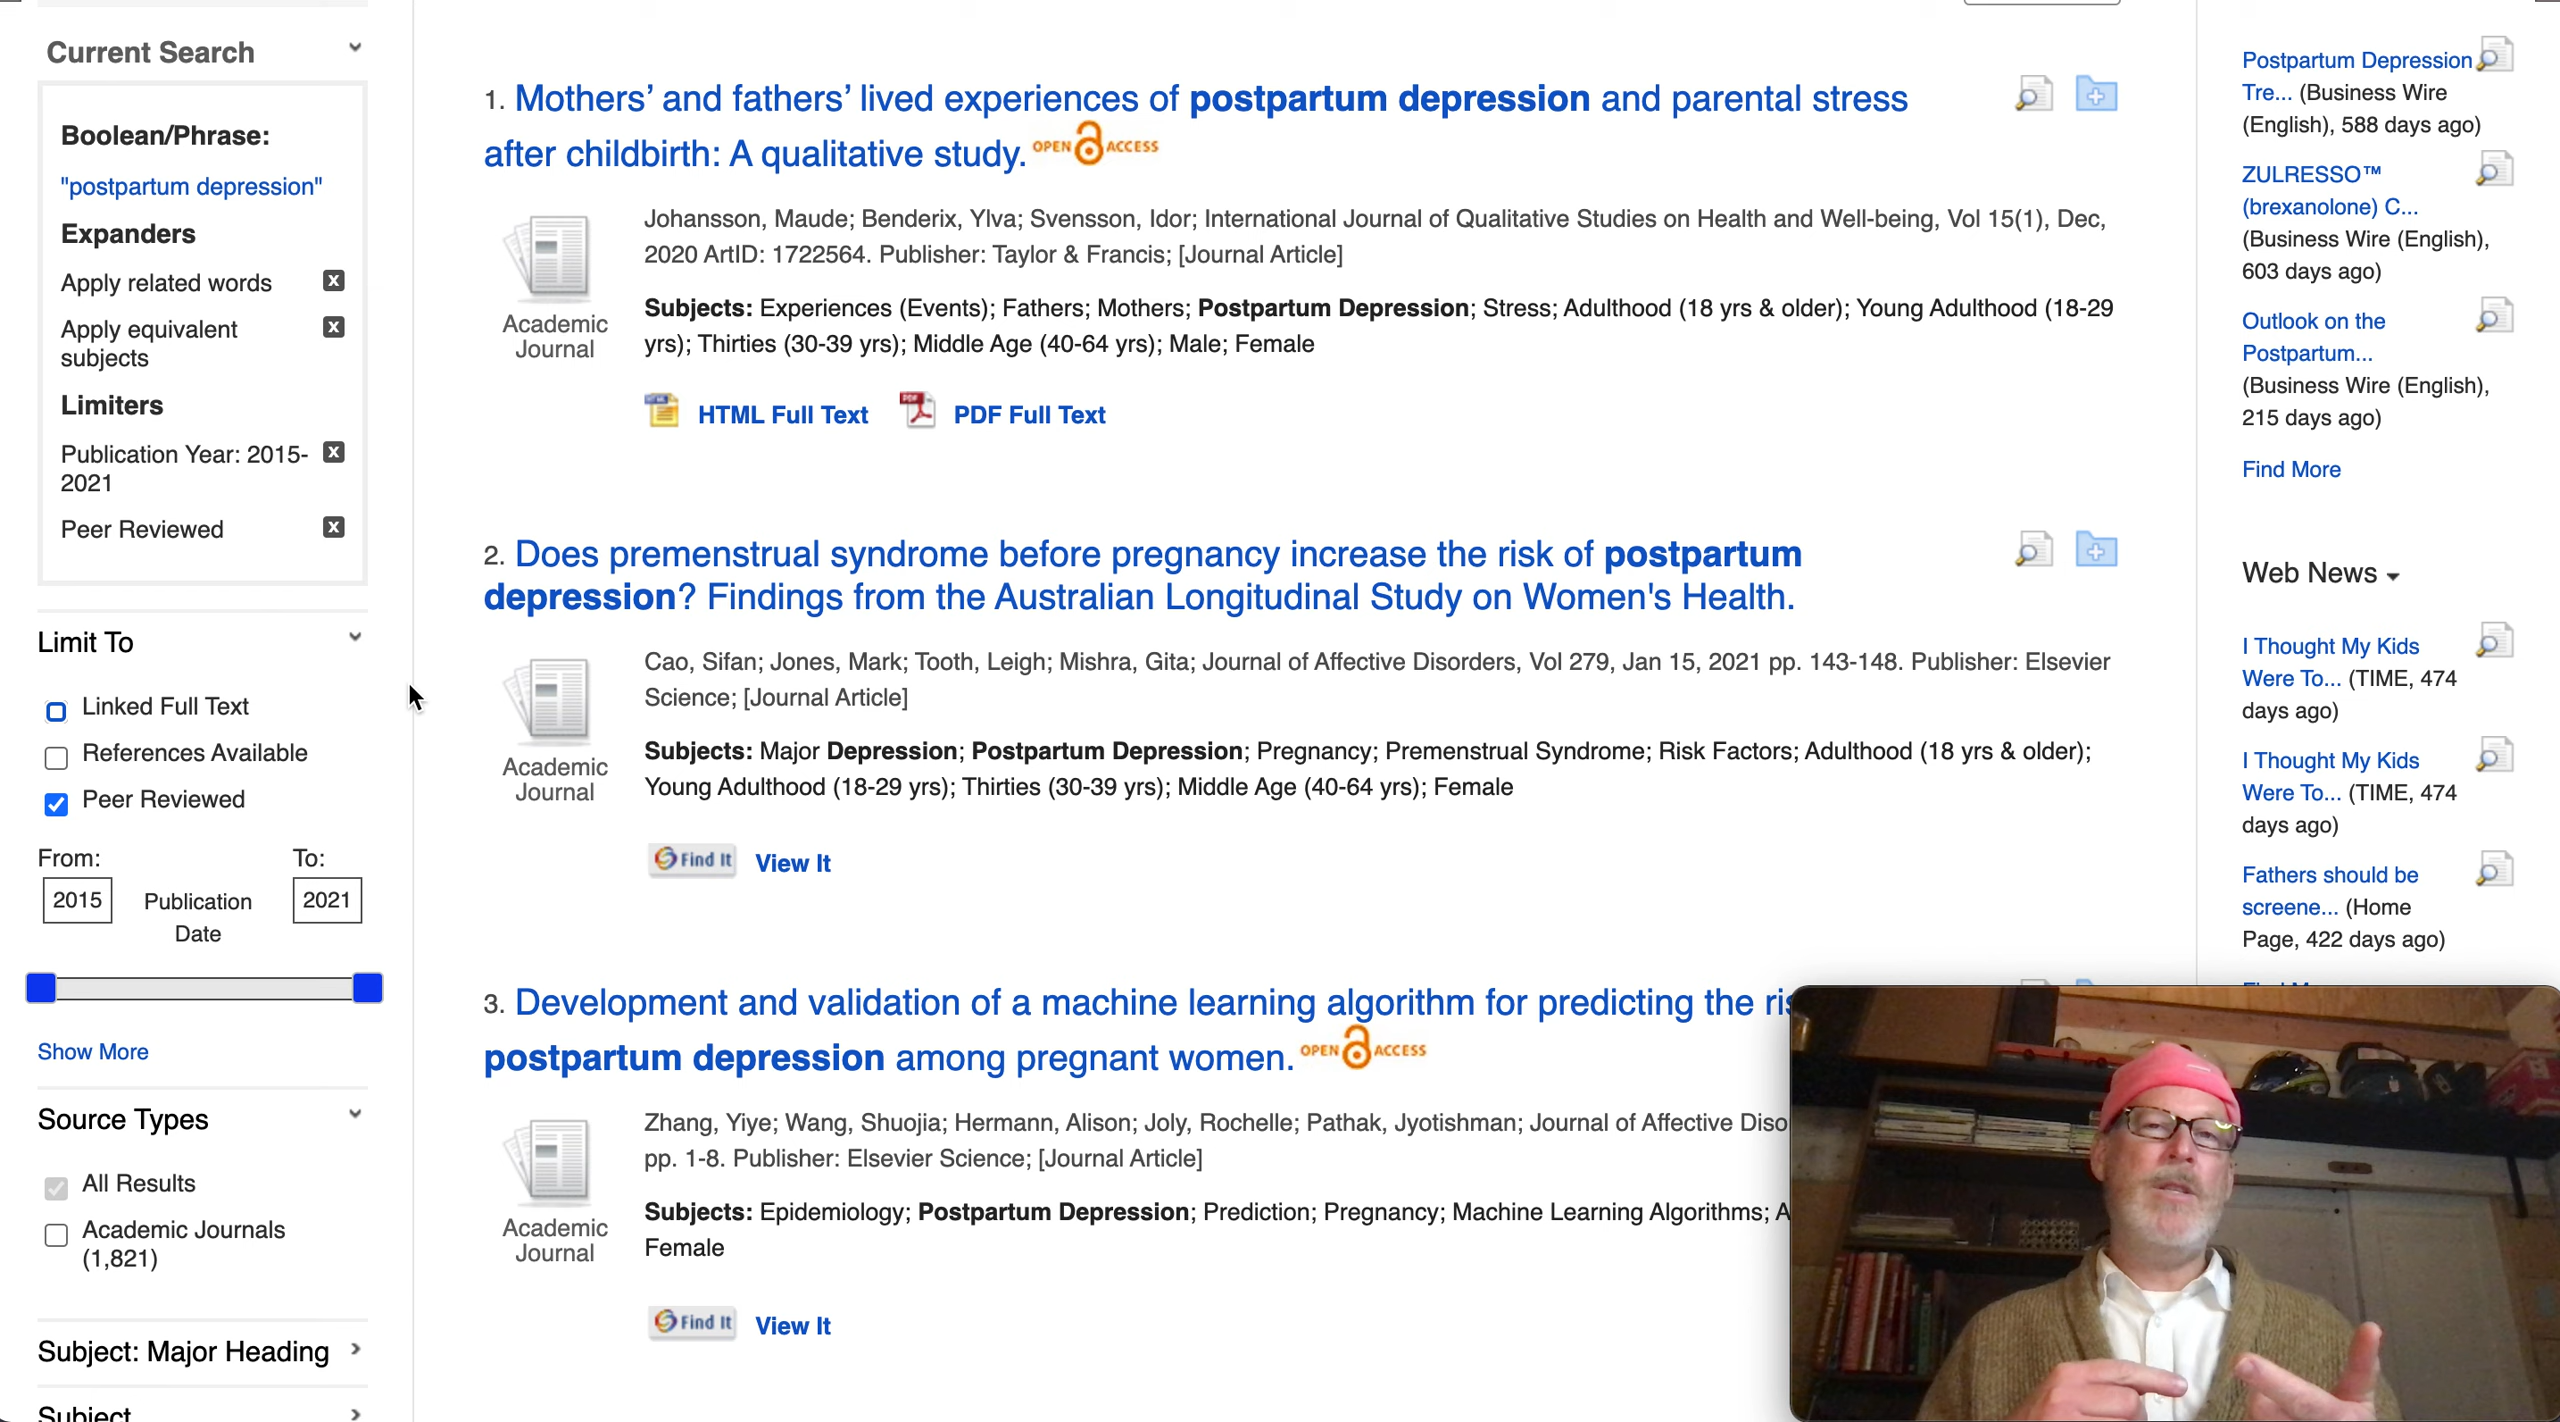 Current Search
Boolean/Phrase:
"postpartum depression"
Expanders
Apply related words
Apply equivalent
subjects
Limiters
Publication Year: 2015-
2021
Peer Reviewed
Limit To
Linked Full Text
References Available
Peer Reviewed
From:
To:
2015
Publication
Date
2021
Show More
Source Types
All Results
Academic Journals
(1,821)
Subject: Major Heading
Subject
1. Mothers’ and fathers’ lived experiences of postpartum depression and parental stress
after childbirth: A qualitative study. OPEN ACCESS
Academic
Journal
Johansson, Maude; Benderix, Ylva; Svensson, Idor; International Journal of Qualitative Studies on Health and Well-being, Vol 15(1), Dec,
2020 ArtID: 1722564. Publisher: Taylor & Francis; [Journal Article]
Subjects: Experiences (Events); Fathers; Mothers; Postpartum Depression; Stress; Adulthood (18 yrs & older); Young Adulthood (18-29
yrs); Thirties (30-39 yrs); Middle Age (40-64 yrs); Male; Female
HTML Full Text
PDF Full Text
2. Does premenstrual syndrome before pregnancy increase the risk of postpartum
depression? Findings from the Australian Longitudinal Study on Women's Health.
Academic
Journal
Cao, Sifan; Jones, Mark; Tooth, Leigh; Mishra, Gita; Journal of Affective Disorders, Vol 279, Jan 15, 2021 pp. 143-148. Publisher: Elsevier
Science; [Journal Article]
Subjects: Major Depression; Postpartum Depression; Pregnancy; Premenstrual Syndrome; Risk Factors; Adulthood (18 yrs & older);
Young Adulthood (18-29 yrs); Thirties (30-39 yrs); Middle Age (40-64 yrs); Female
Find It View It
3. Development and validation of a machine learning algorithm for predicting the ris
postpartum depression among pregnant women. OPEN ACCESS
Academic
Journal
Zhang, Yiye; Wang, Shuojia; Hermann, Alison; Joly, Rochelle; Pathak, Jyotishman; Journal of Affective Diso
pp. 1-8. Publisher: Elsevier Science; [Journal Article]
Subjects: Epidemiology; Postpartum Depression; Prediction; Pregnancy; Machine Learning Algorithms; A
Female
Find It View It
Postpartum Depression
Tre... (Business Wire
(English), 588 days ago)
ZULRESSO™
(brexanolone) C...
(Business Wire (English),
603 days ago)
Outlook on the
Postpartum...
(Business Wire (English),
215 days ago)
Find More
Web News
I Thought My Kids
Were To... (TIME, 474
days ago)
I Thought My Kids
Were To... (TIME, 474
days ago)
Fathers should be
screene... (Home
Page, 422 days ago)